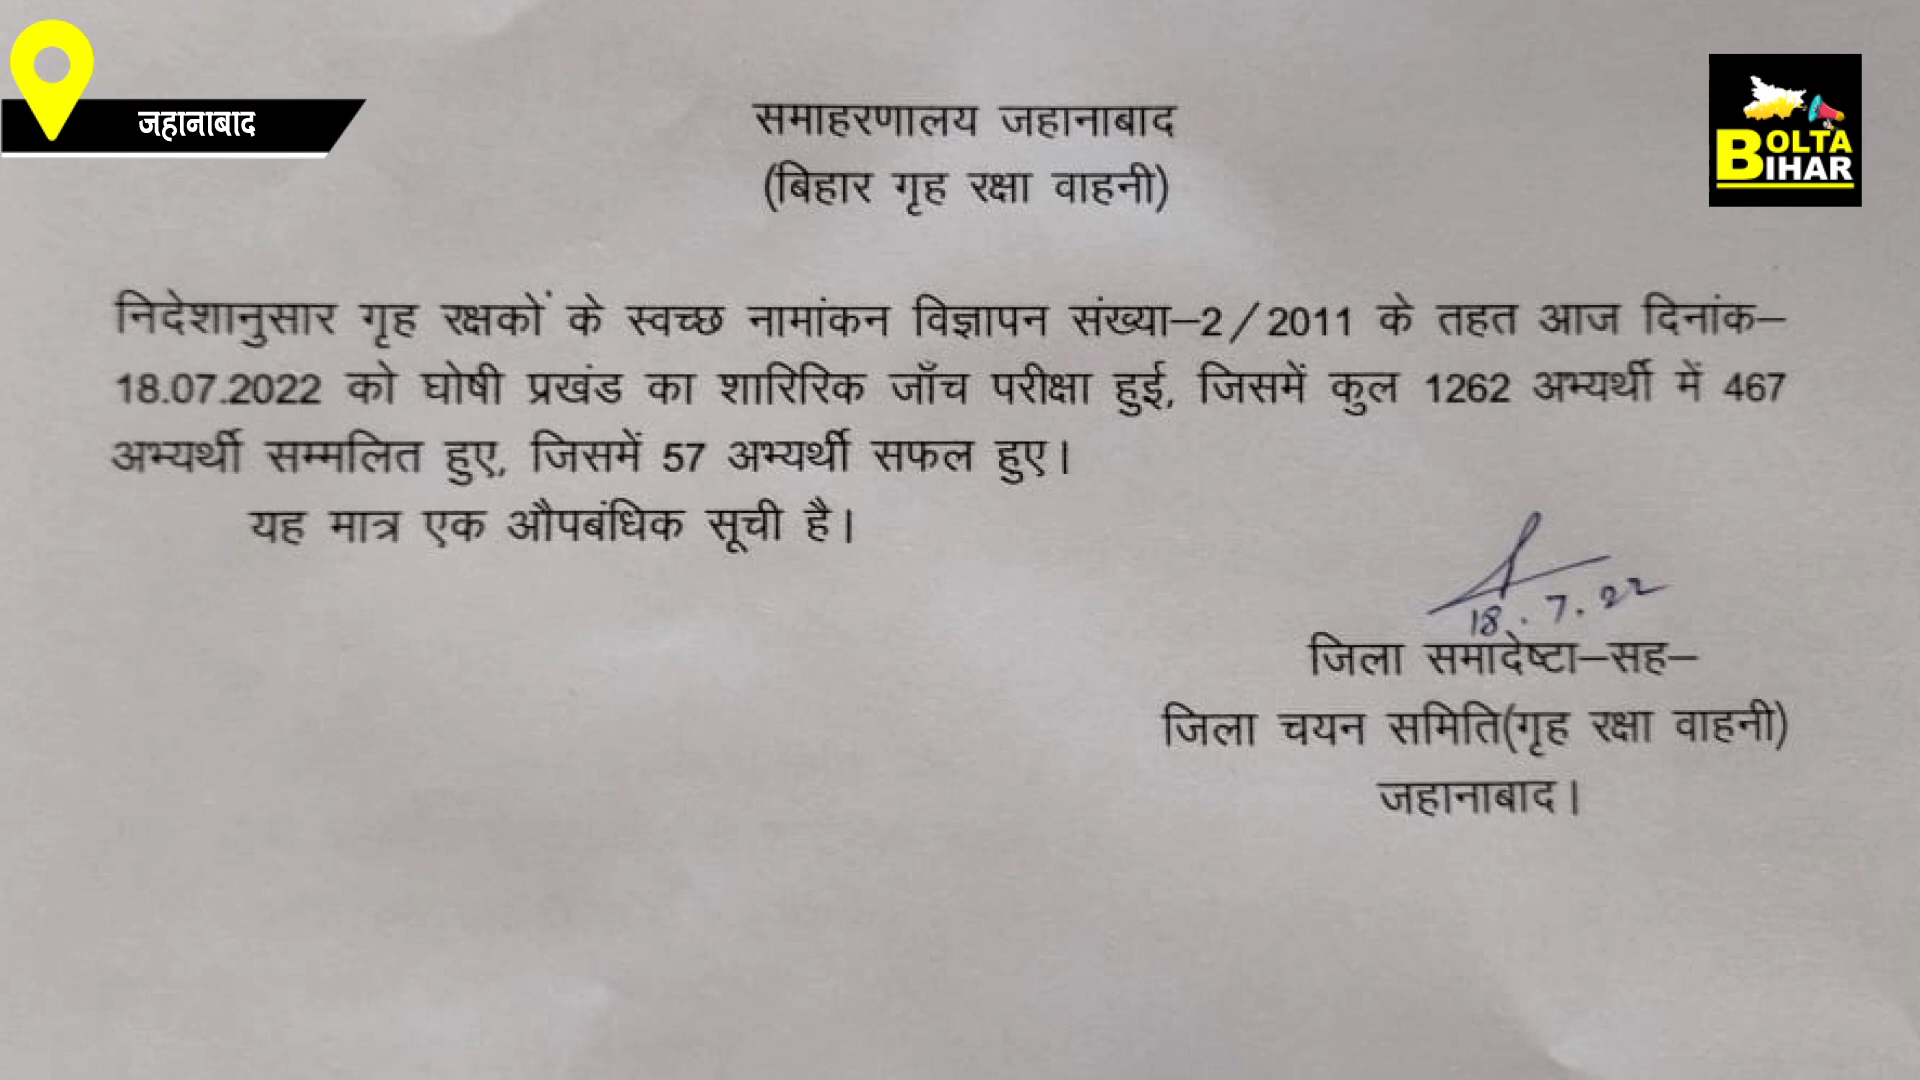 जहानाबाद
BOLTA
BIHAR
समाहरणालय जहानाबाद
(बिहार गृह रक्षा वाहनी)
निदेशानुसार गृह रक्षकों के स्वच्छ नामांकन विज्ञापन संख्या–2/2011 के तहत आज दिनांक–
18.07.2022 को घोषी प्रखंड का शारिरिक जाँच परीक्षा हुई, जिसमें कुल 1262 अभ्यर्थी में 467
अभ्यर्थी सम्मलित हुए, जिसमें 57 अभ्यर्थी सफल हुए।
यह मात्र एक औपबंधिक सूची है।
18.7.22
जिला समादेष्टा–सह–
जिला चयन समिति(गृह रक्षा वाहनी)
जहानाबाद।